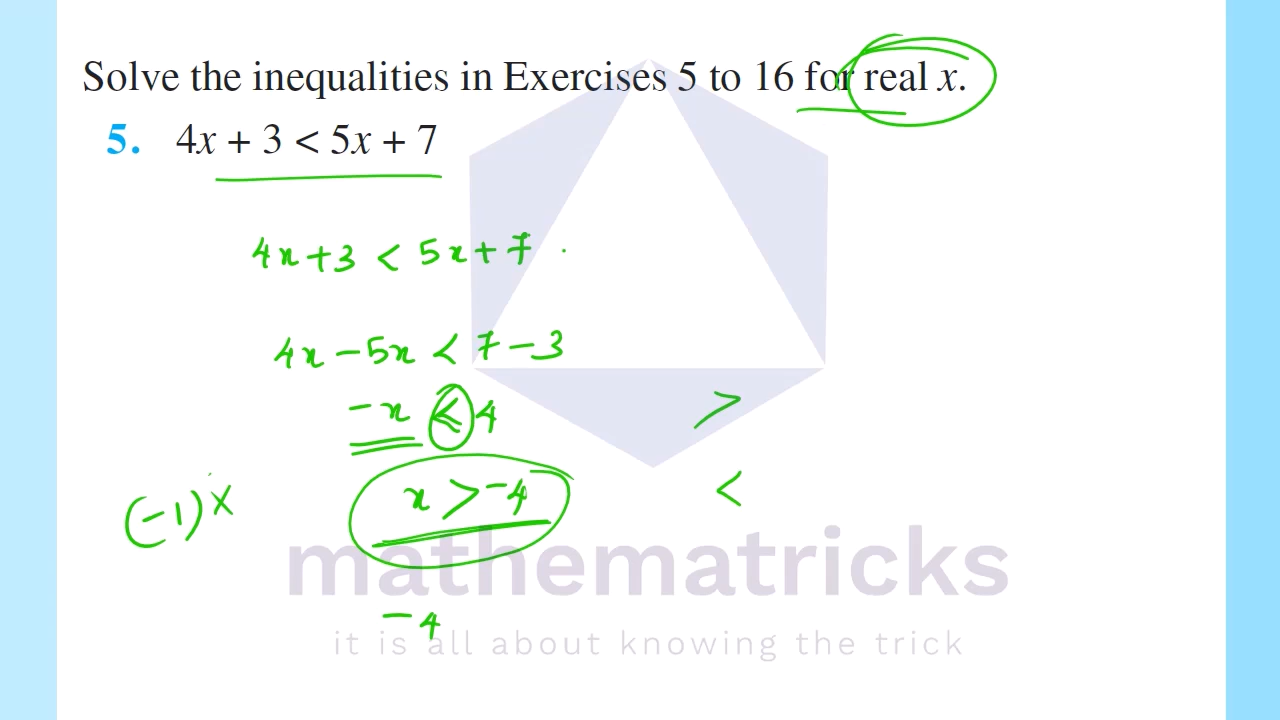 Solve the inequalities in Exercises 5 to 16 for real x.
5. 4x + 3 < 5x + 7
4x + 3 < 5x + 7
4x - 5x < 7 - 3
-x < 4 >
x > -4 <
(-1) x
mathematricks
-4
it is all about knowing the trick